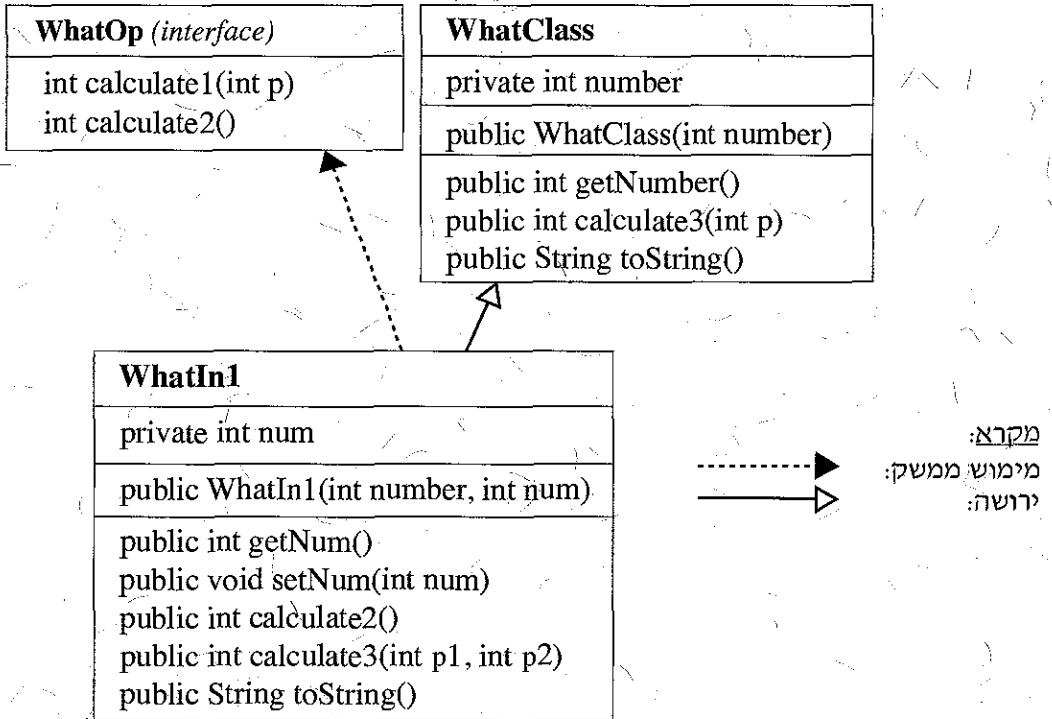 WhatOp (interface)
int calculate1(int p)
int calculate2()
WhatClass
private int number
public WhatClass(int number)
public int getNumber()
public int calculate3(int p)
public String toString()
WhatIn1
private int num
public WhatIn1(int number, int num)
public int getNum()
public void setNum(int num)
public int calculate2()
public int calculate3(int p1, int p2)
public String toString()
מקרא:
מימוש ממשק:
ירושה: